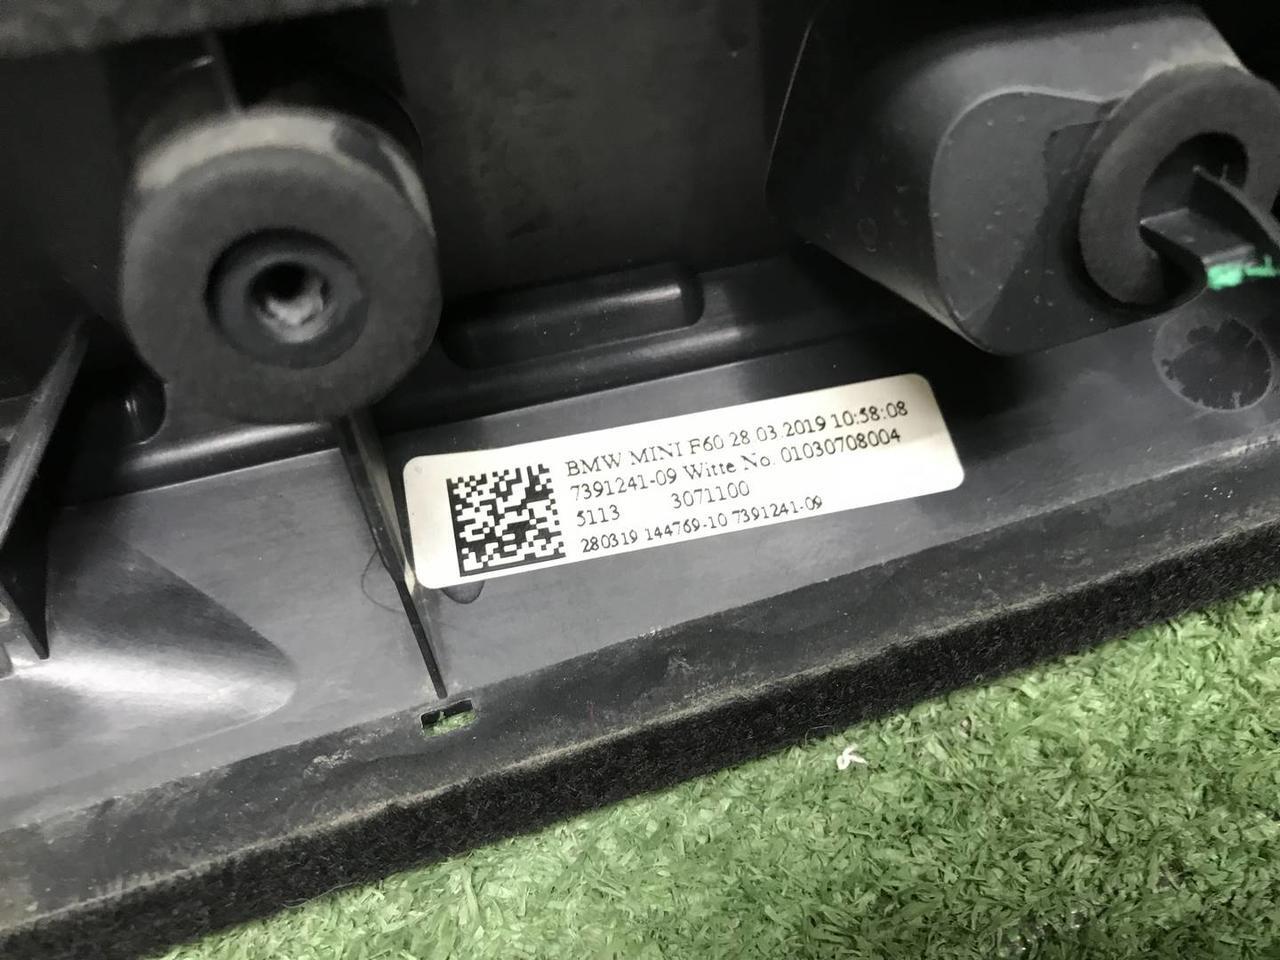 BMW MINI F60 28 03.2019 10:58:08
7391241-09 Witte No. 01030708004
5113 3071100
280319 144769-10 7391241-09